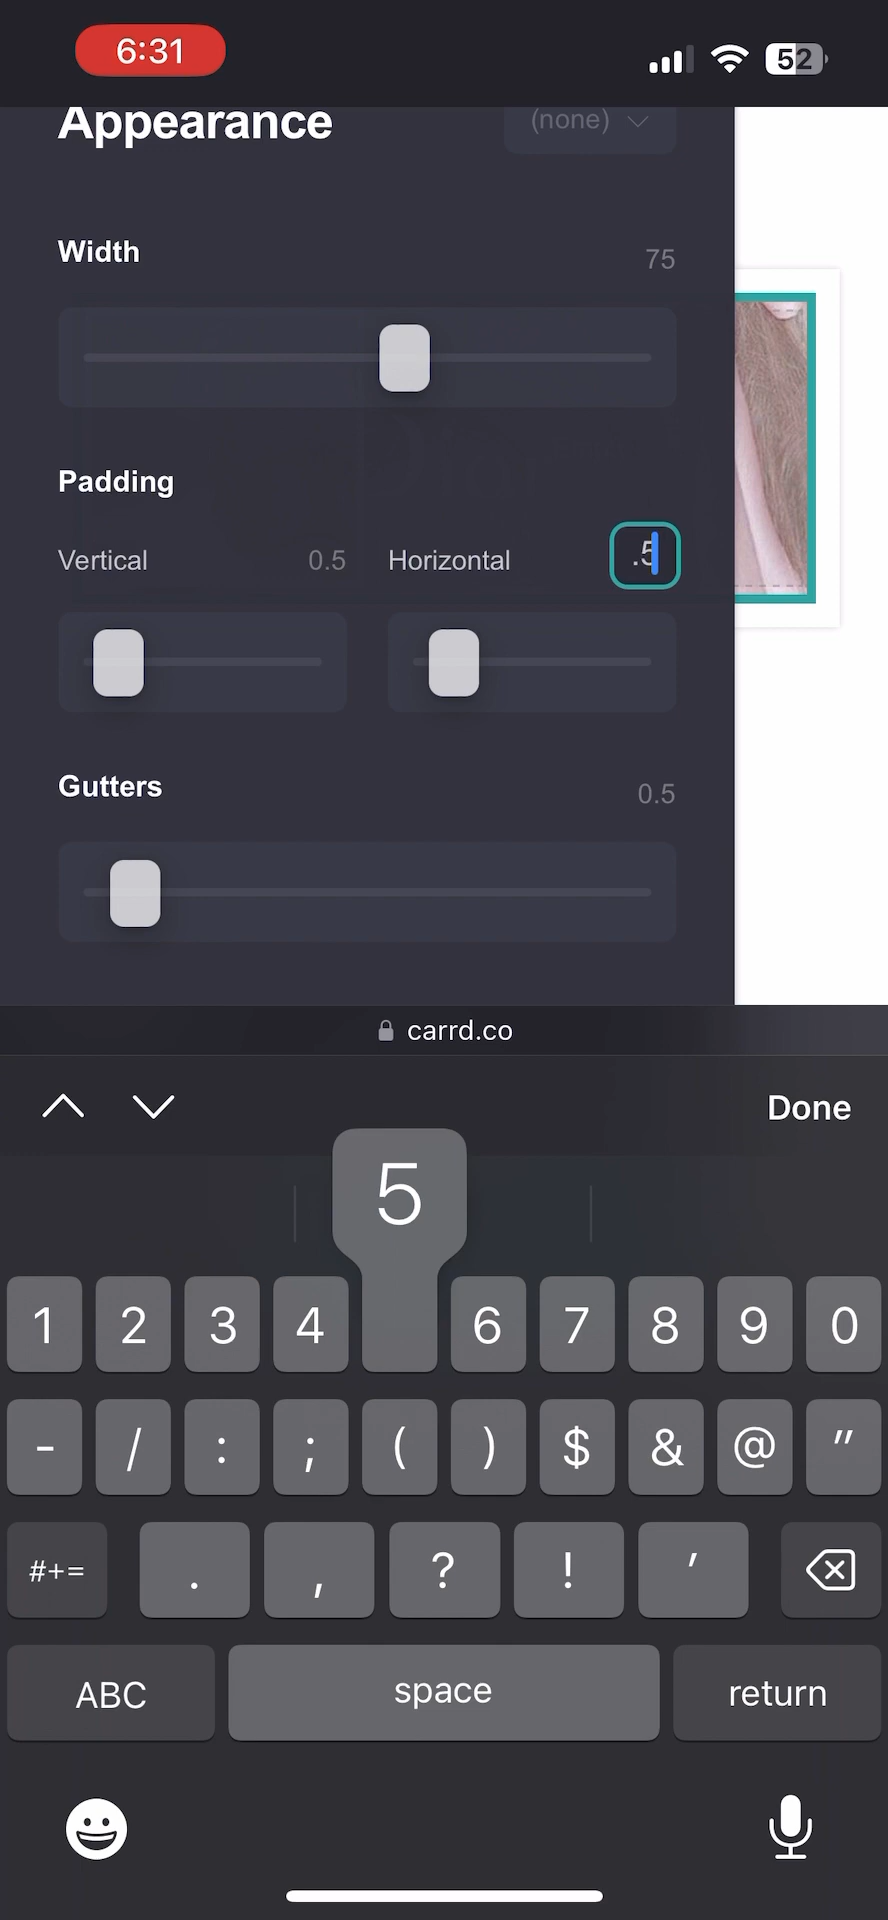 6:31
52
Appearance
(none)
Width
75
Padding
Vertical 0.5 Horizontal .5
Gutters
0.5
carrd.co
Done
5
1 2 3 4 6 7 8 9 0
- / : ; ( ) $ & @ "
#+= . , ? ! '
ABC space return